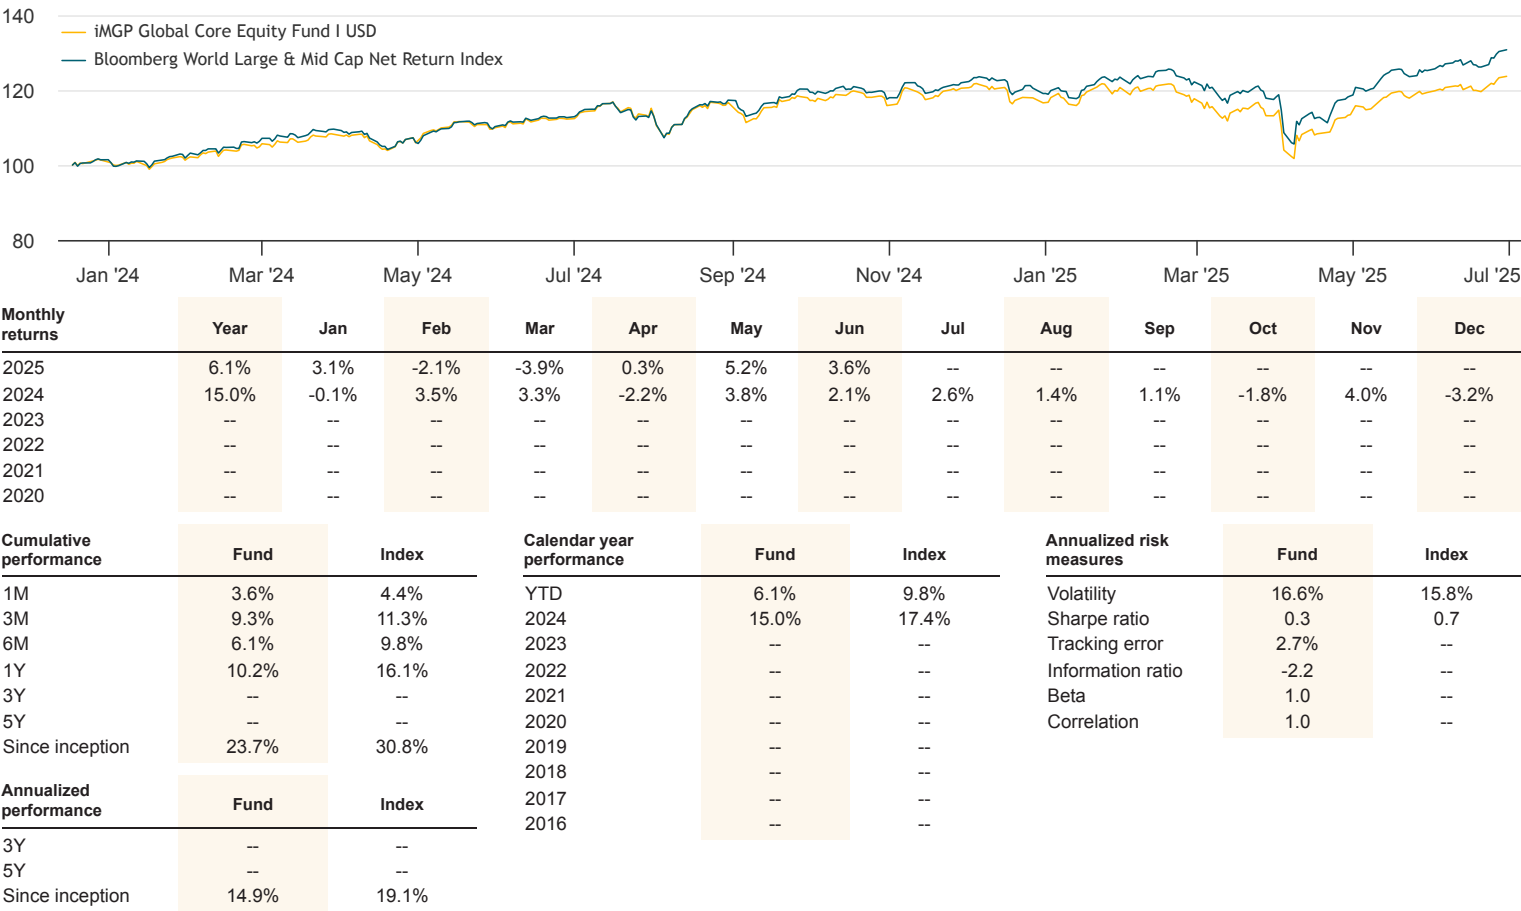 140
120
100
80
iMGP Global Core Equity Fund I USD
Bloomberg World Large & Mid Cap Net Return Index
Jan '24 Mar '24 May '24 Jul '24 Sep '24 Nov '24 Jan '25 Mar '25 May '25 Jul '25
Monthly
returns Year Jan Feb Mar Apr May Jun Jul Aug Sep Oct Nov Dec
2025 6.1% 3.1% -2.1% -3.9% 0.3% 5.2% 3.6% -- -- -- -- -- --
2024 15.0% -0.1% 3.5% 3.3% -2.2% 3.8% 2.1% 2.6% 1.4% 1.1% -1.8% 4.0% -3.2%
2023 -- -- -- -- -- -- -- -- -- -- -- -- --
2022 -- -- -- -- -- -- -- -- -- -- -- -- --
2021 -- -- -- -- -- -- -- -- -- -- -- -- --
2020 -- -- -- -- -- -- -- -- -- -- -- -- --
Cumulative
performance Fund Index
1M 3.6% 4.4%
3M 9.3% 11.3%
6M 6.1% 9.8%
1Y 10.2% 16.1%
3Y -- --
5Y -- --
Since inception 23.7% 30.8%
Annualized
performance Fund Index
3Y -- --
5Y -- --
Since inception 14.9% 19.1%
Calendar year
performance Fund Index
YTD 6.1% 9.8%
2024 15.0% 17.4%
2023 -- --
2022 -- --
2021 -- --
2020 -- --
2019 -- --
2018 -- --
2017 -- --
2016 -- --
Annualized risk
measures Fund Index
Volatility 16.6% 15.8%
Sharpe ratio 0.3 0.7
Tracking error 2.7% --
Information ratio -2.2 --
Beta 1.0 --
Correlation 1.0 --